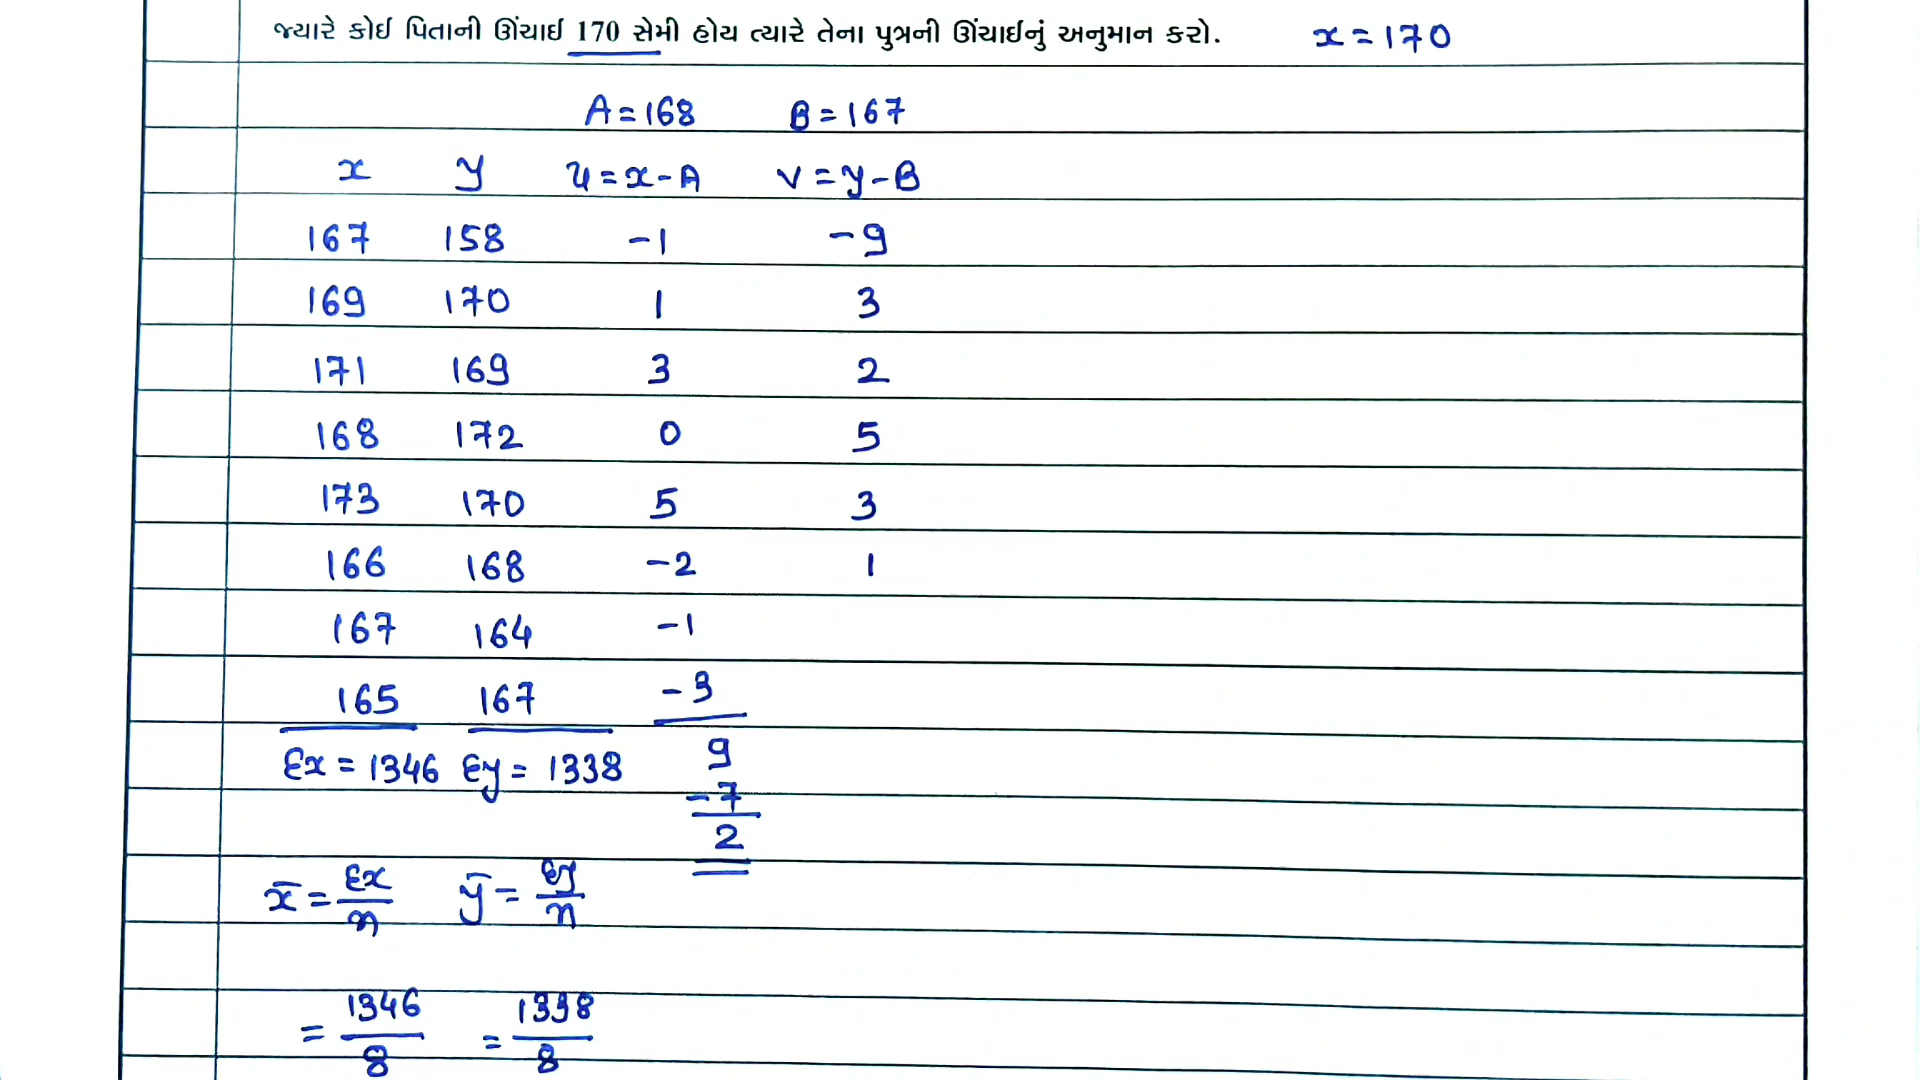 જ્યારે કોઈ પિતાની ઊંચાઈ 170 સેમી હોય ત્યારે તેના પુત્રની ઊંચાઈનું અનુમાન કરો. x = 170
A = 168 B = 167
x y u = x - A v = y - B
167 158 -1 -9
169 170 1 3
171 169 3 2
168 172 0 5
173 170 5 3
166 168 -2 1
167 164 -1
165 167 -3
Σx = 1346 Σy = 1338 9
-7
2
x̄ = Σx/n ȳ = Σy/n
= 1346/8 = 1338/8